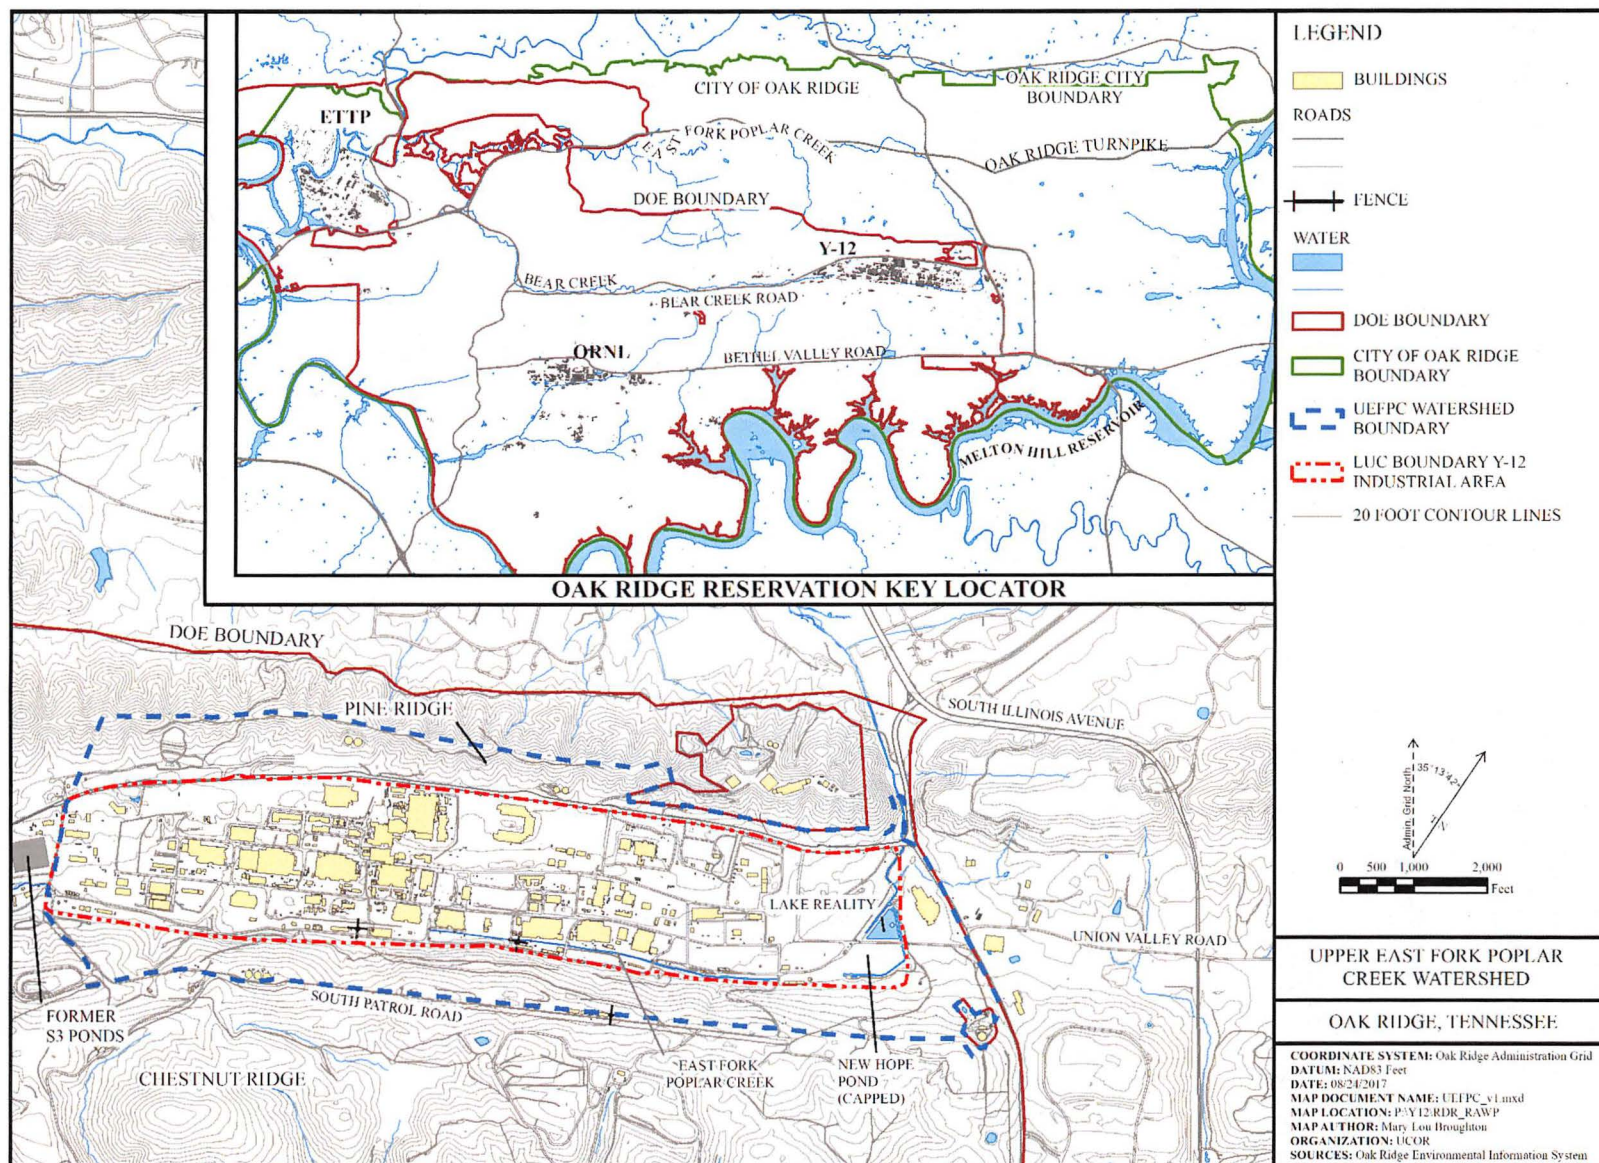 CITY OF OAK RIDGE
OAK RIDGE CITY
BOUNDARY
ETTP
EAST FORK POPLAR CREEK
OAK RIDGE TURNPIKE
DOE BOUNDARY
Y-12
BEAR CREEK
BEAR CREEK ROAD
ORNL
BETHEL VALLEY ROAD
MELTON HILL RESERVOIR
OAK RIDGE RESERVATION KEY LOCATOR
DOE BOUNDARY
PINE RIDGE
SOUTH ILLINOIS AVENUE
LAKE REALITY
UNION VALLEY ROAD
SOUTH PATROL ROAD
FORMER
S3 PONDS
CHESTNUT RIDGE
EAST FORK
POPLAR CREEK
NEW HOPE
POND
(CAPPED)
LEGEND
BUILDINGS
ROADS
FENCE
WATER
DOE BOUNDARY
CITY OF OAK RIDGE
BOUNDARY
UEFPC WATERSHED
BOUNDARY
LUC BOUNDARY Y-12
INDUSTRIAL AREA
20 FOOT CONTOUR LINES
Admin. Grid North
35°13'42"
T. N.
0 500 1,000 2,000
Feet
UPPER EAST FORK POPLAR
CREEK WATERSHED
OAK RIDGE, TENNESSEE
COORDINATE SYSTEM: Oak Ridge Administration Grid
DATUM: NAD83 Feet
DATE: 08/24/2017
MAP DOCUMENT NAME: UEFPC_v1.mxd
MAP LOCATION: P:\Y12\RDR_RAWP
MAP AUTHOR: Mary Lou Broughton
ORGANIZATION: UCOR
SOURCES: Oak Ridge Environmental Information System